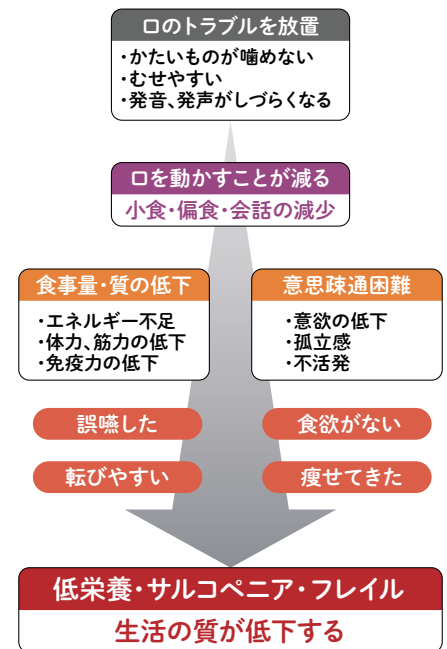 口のトラブルを放置
・かたいものが噛めない
・むせやすい
・発音、発声がしづらくなる
口を動かすことが減る
小食・偏食・会話の減少
食事量・質の低下
・エネルギー不足
・体力、筋力の低下
・免疫力の低下
意思疎通困難
・意欲の低下
・孤立感
・不活発
誤嚥した
食欲がない
転びやすい
痩せてきた
低栄養・サルコペニア・フレイル
生活の質が低下する